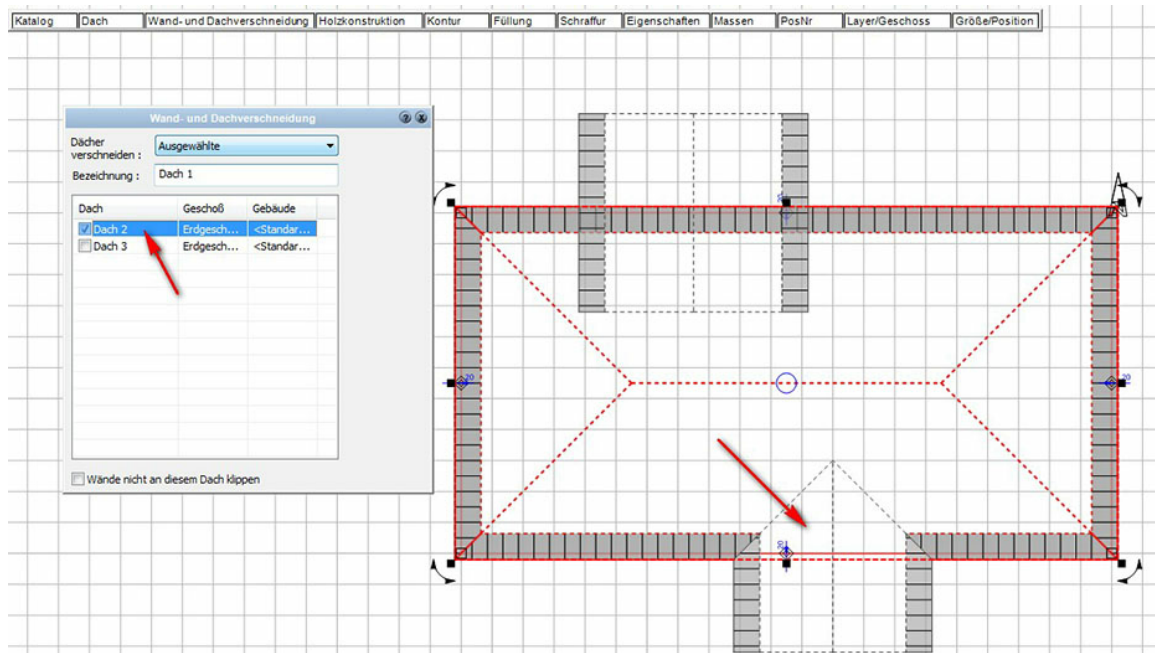 Katalog Dach Wand- und Dachverschneidung Holzkonstruktion Kontur Füllung Schraffur Eigenschaften Massen PosNr Layer/Geschoss Größe/Position
Wand- und Dachverschneidung
Dächer
verschneiden : Ausgewählte
Bezeichnung : Dach 1
Dach Geschoß Gebäude
Dach 2 Erdgesch... <Standar...
Dach 3 Erdgesch... <Standar...
Wände nicht an diesem Dach klippen
20
20
20
20